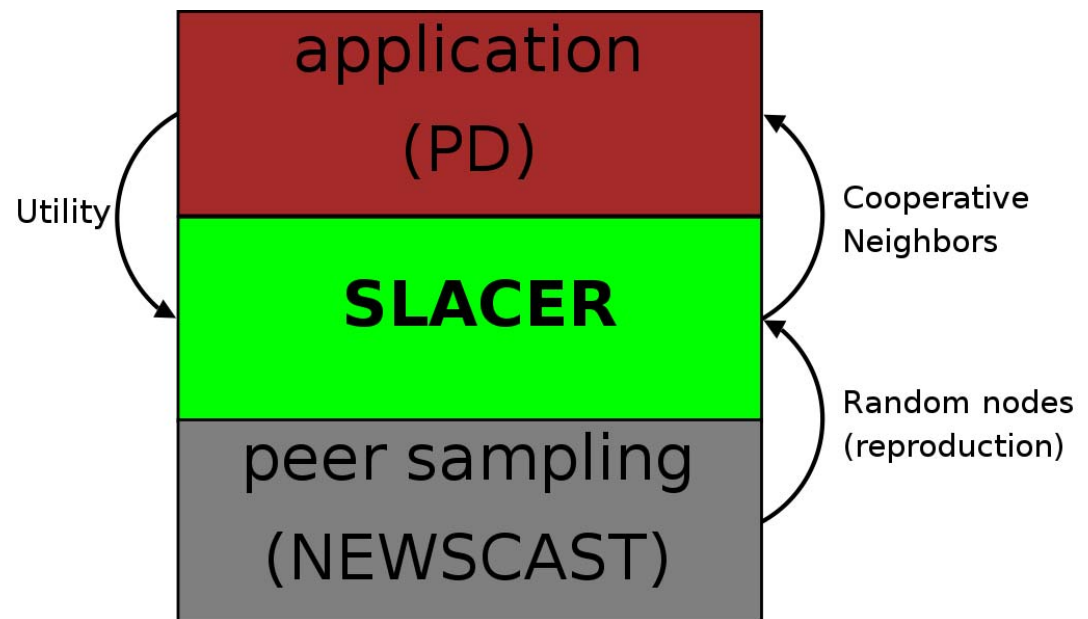 application
(PD)
Utility
Cooperative
Neighbors
SLACER
Random nodes
(reproduction)
peer sampling
(NEWSCAST)